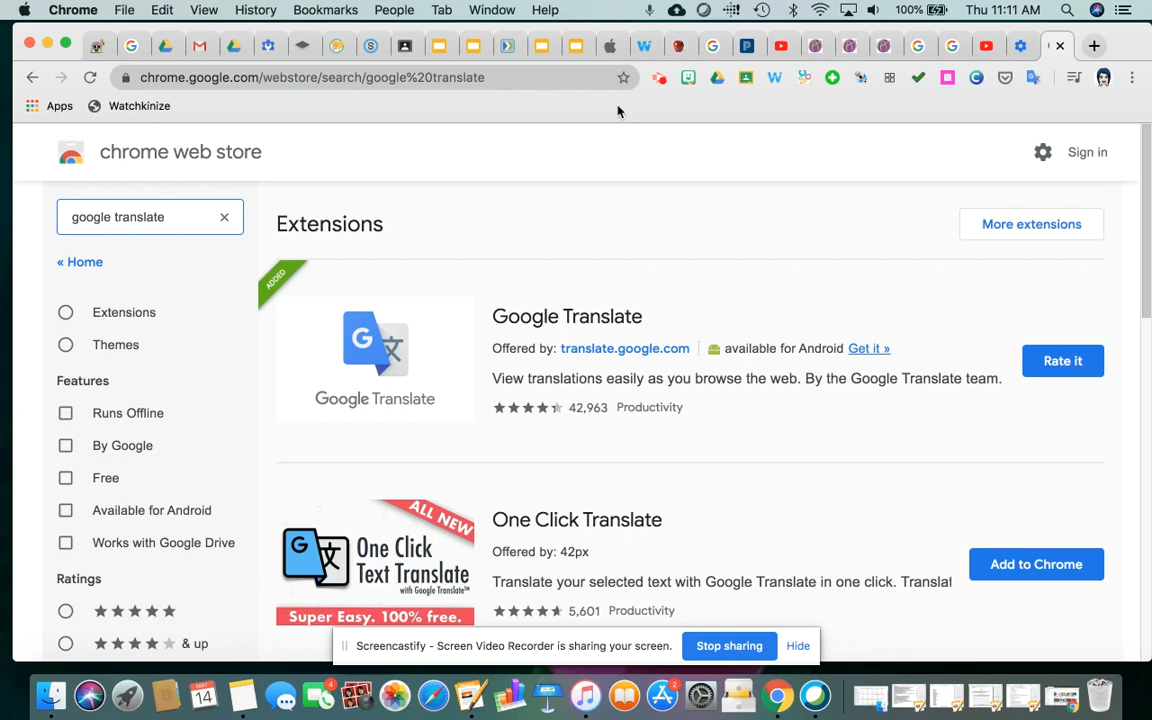 Chrome File Edit View History Bookmarks People Tab Window Help 100% Thu 11:11 AM
chrome.google.com/webstore/search/google%20translate
Apps Watchkinize
chrome web store Sign in
google translate
« Home
Extensions
Themes
Features
Runs Offline
By Google
Free
Available for Android
Works with Google Drive
Ratings
& up
Extensions More extensions
ADDED
Google Translate
Google Translate
Offered by: translate.google.com available for Android Get it »
Rate it
View translations easily as you browse the web. By the Google Translate team.
42,963 Productivity
ALL NEW
One Click
Text Translate
with Google Translate™
Super Easy. 100% free.
One Click Translate
Offered by: 42px
Add to Chrome
Translate your selected text with Google Translate in one click. Translat
5,601 Productivity
Screencastify - Screen Video Recorder is sharing your screen. Stop sharing Hide
4
14
2